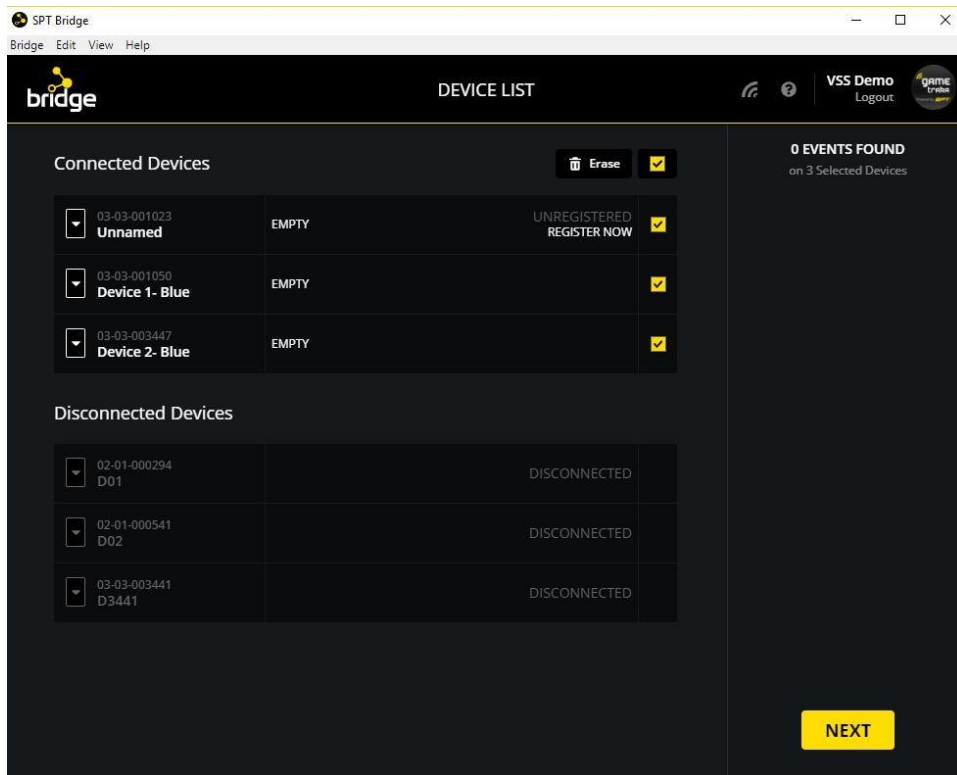 SPT Bridge
Bridge Edit View Help
bridge
DEVICE LIST
VSS Demo
Logout
game
traka
Connected Devices
Erase
0 EVENTS FOUND
on 3 Selected Devices
03-03-001023
Unnamed
EMPTY
UNREGISTERED
REGISTER NOW
03-03-001050
Device 1- Blue
EMPTY
03-03-003447
Device 2- Blue
EMPTY
Disconnected Devices
02-01-000294
D01
DISCONNECTED
02-01-000541
D02
DISCONNECTED
03-03-003441
D3441
DISCONNECTED
NEXT